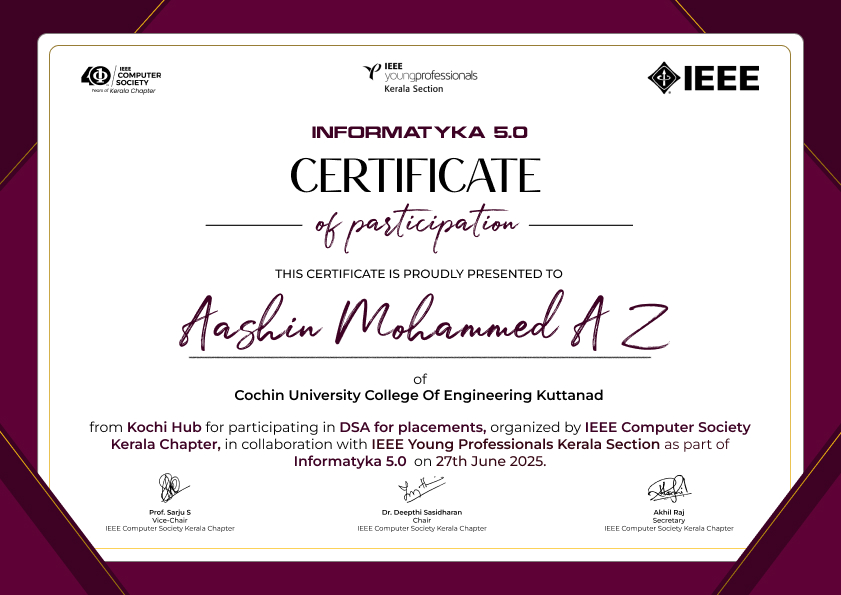 40 IEEE COMPUTER SOCIETY
Years of Kerala Chapter
IEEE
youngprofessionals
Kerala Section
IEEE
INFORMATYKA 5.0
CERTIFICATE
of participation
THIS CERTIFICATE IS PROUDLY PRESENTED TO
Aashin Mohammed A Z
of
Cochin University College Of Engineering Kuttanad
from Kochi Hub for participating in DSA for placements, organized by IEEE Computer Society
Kerala Chapter, in collaboration with IEEE Young Professionals Kerala Section as part of
Informatyka 5.0 on 27th June 2025.
Prof. Sarju S
Vice-Chair
IEEE Computer Society Kerala Chapter
Dr. Deepthi Sasidharan
Chair
IEEE Computer Society Kerala Chapter
Akhil Raj
Secretary
IEEE Computer Society Kerala Chapter